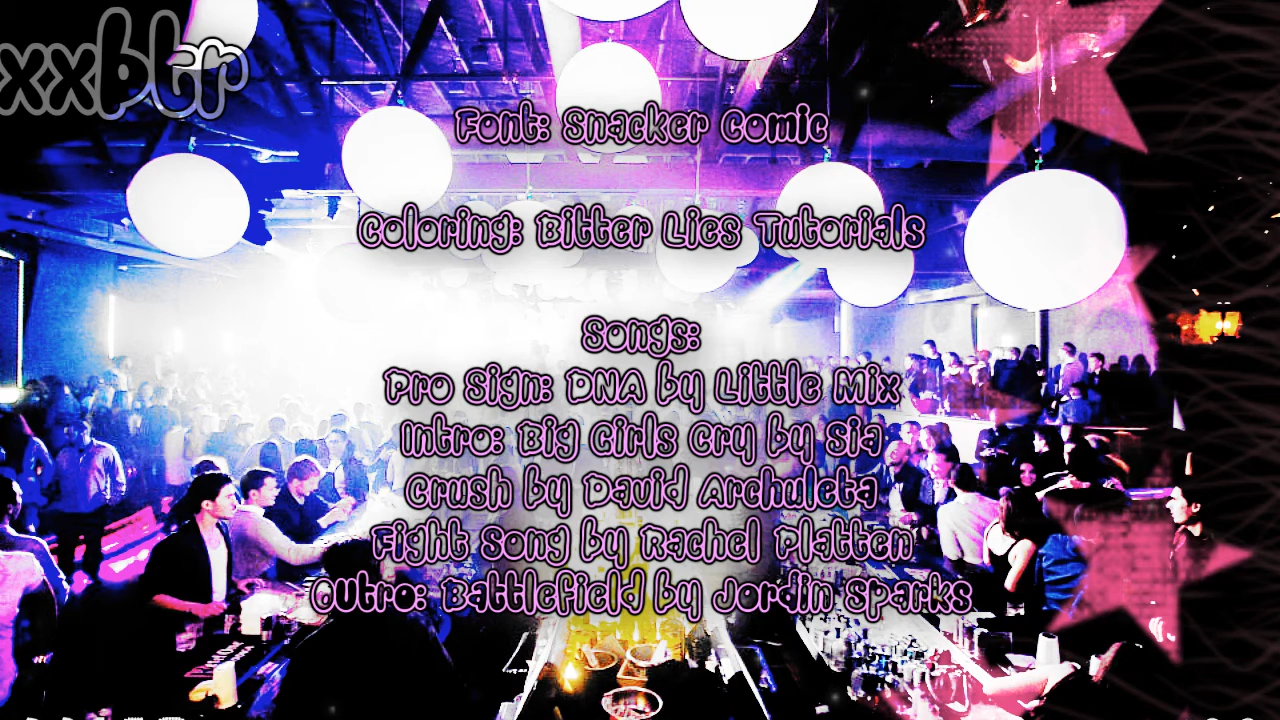 xxbtr
Font: Snacker Comic
Coloring: Bitter Lies Tutorials
Songs:
Pro Sign: DNA by Little Mix
Intro: Big Girls Cry by Sia
Crush by David Archuleta
Fight Song by Rachel Platten
Outro: Battlefield by Jordin Sparks